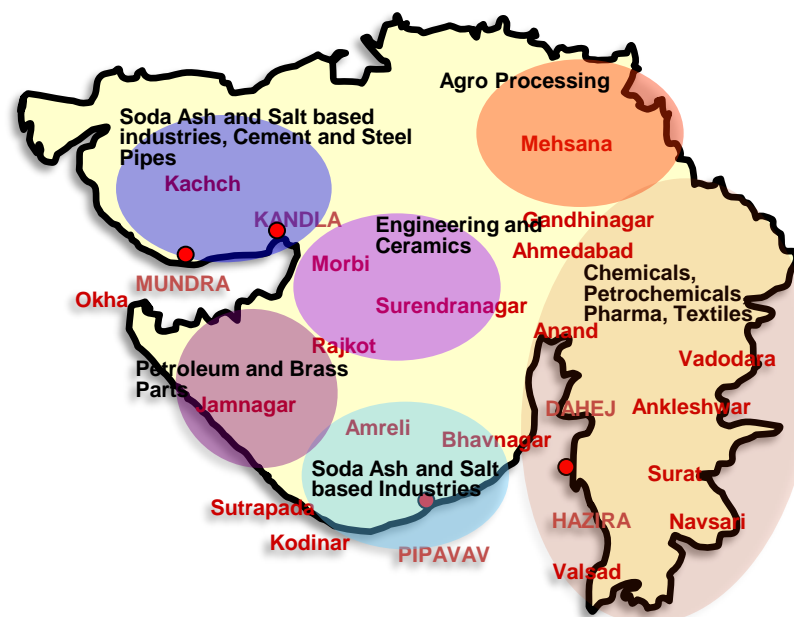 Agro Processing
Soda Ash and Salt based
industries, Cement and Steel
Pipes
Mehsana
Kachch
KANDLA
Gandhinagar
Engineering and
Ceramics
Ahmedabad
Morbi
Chemicals,
Petrochemicals,
Pharma, Textiles
MUNDRA
Okha
Surendranagar
Anand
Rajkot
Vadodara
Petroleum and Brass
Parts
Jamnagar
DAHEJ
Ankleshwar
Amreli
Bhavnagar
Soda Ash and Salt
based Industries
Surat
Sutrapada
HAZIRA
Navsari
Kodinar
PIPAVAV
Valsad